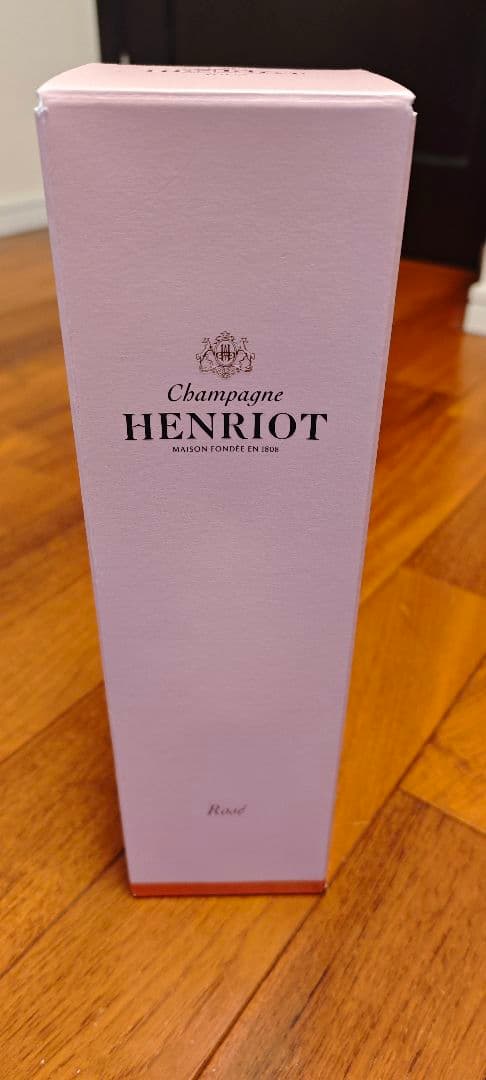 Champagne
HENRIOT
MAISON FONDÉE EN 1808
Rosé